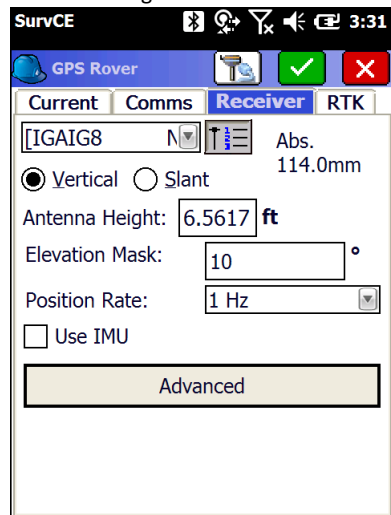 SurvCE 3:31
GPS Rover
Current Comms Receiver RTK
[IGAIG8 N
Abs.
114.0mm
Vertical Slant
Antenna Height: 6.5617 ft
Elevation Mask: 10 °
Position Rate: 1 Hz
Use IMU
Advanced